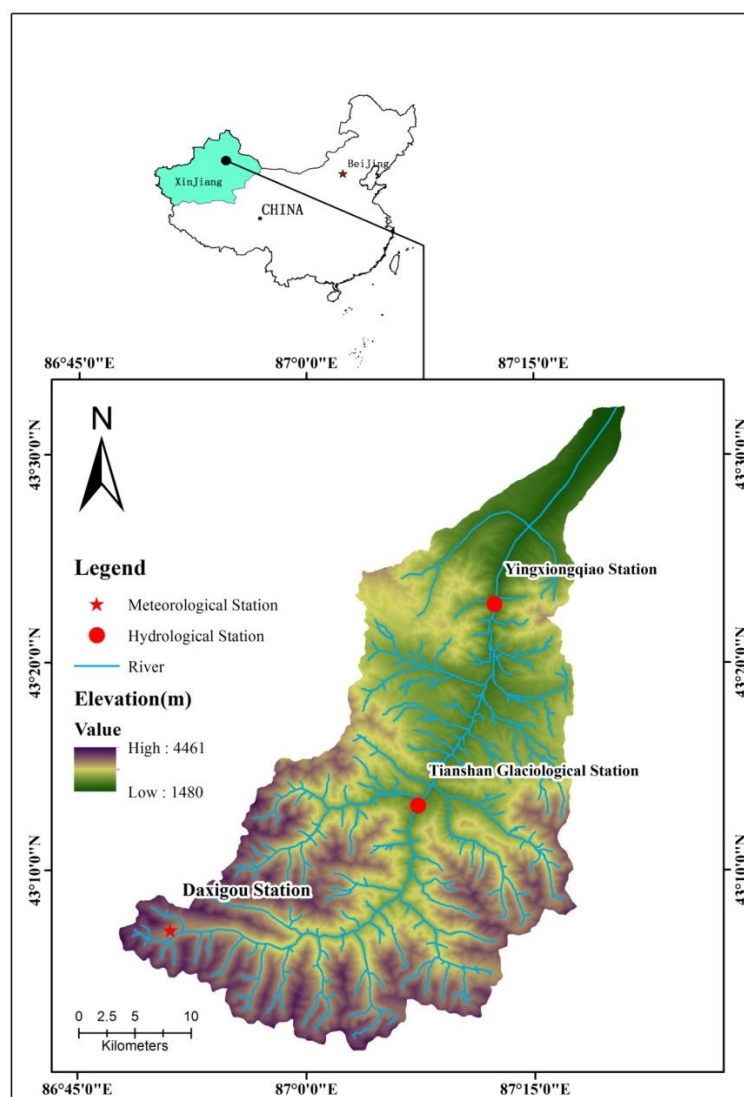 BeiJing
XinJiang
CHINA
86°45'0"E
87°0'0"E
87°15'0"E
N
43°30'0"N
43°30'0"N
Legend
Yingxiongqiao Station
Meteorological Station
Hydrological Station
River
43°20'0"N
43°20'0"N
Elevation(m)
Value
High : 4461
Low : 1480
Tianshan Glaciological Station
43°10'0"N
43°10'0"N
Daxigou Station
0 2.5 5 10
Kilometers
86°45'0"E
87°0'0"E
87°15'0"E